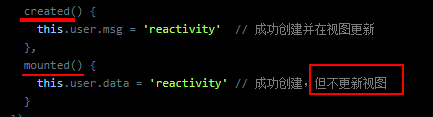 created() {
this.user.msg = 'reactivity' // 成功创建并在视图更新
},
mounted() {
this.user.data = 'reactivity' // 成功创建，但不更新视图
}